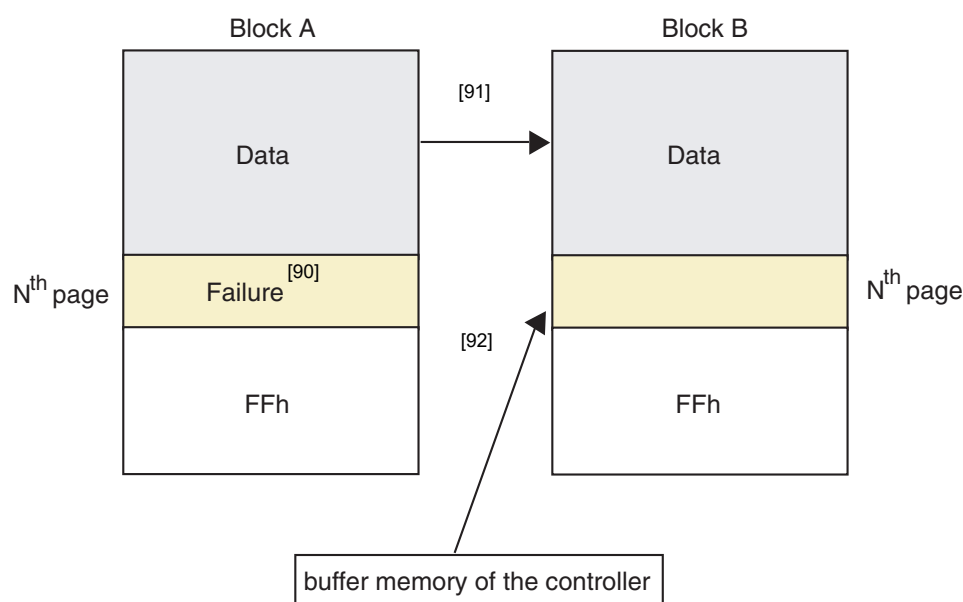 Block A
Block B
[91]
Data
Data
Nth page
Failure[90]
Nth page
[92]
FFh
FFh
buffer memory of the controller